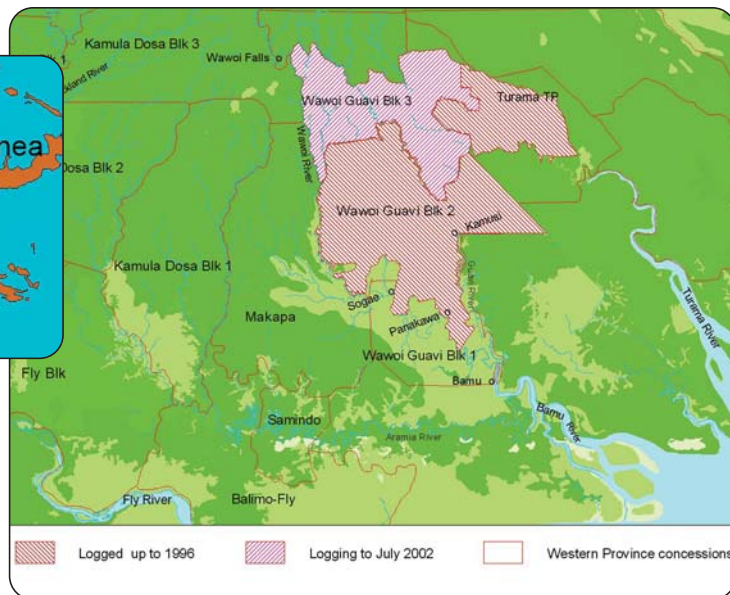 Kamula Dosa Blk 3
Wawoi Falls
Wawoi Guavi Blk 3
Turama TP
nea
Dosa Blk 2
Wawoi River
Wawoi Guavi Blk 2
Kamusi
Kamula Dosa Blk 1
Guavi River
Turama River
Makapa
Sogae
Panakawa
Wawoi Guavi Blk 1
Fly Blk
Bamu
Samindo
Aramia River
Bamu River
Fly River
Balimo-Fly
Logged up to 1996
Logging to July 2002
Western Province concessions